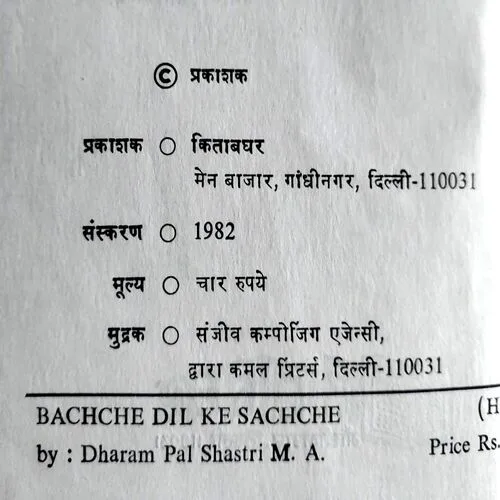 © प्रकाशक
प्रकाशक ○ किताबघर
मेन बाजार, गांधीनगर, दिल्ली-110031
संस्करण ○ 1982
मूल्य ○ चार रुपये
मुद्रक ○ संजीव कम्पोजिंग एजेन्सी,
द्वारा कमल प्रिंटर्स, दिल्ली-110031
BACHCHE DIL KE SACHCHE (H
by : Dharam Pal Shastri M. A. Price Rs.